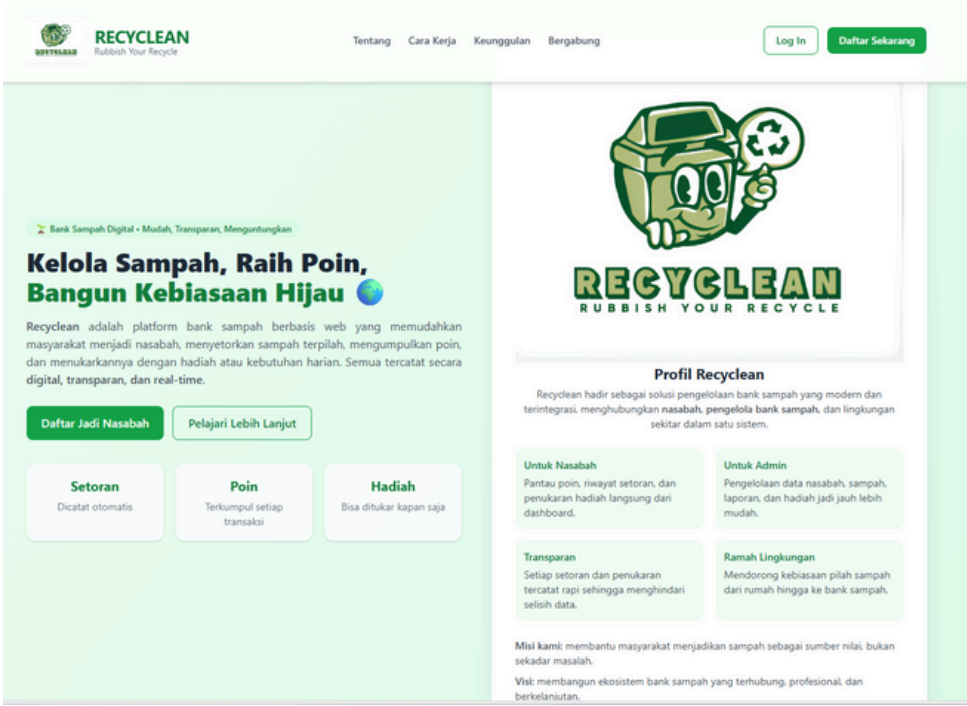 RECYCLEAN
RECYCLEAN
Rubbish Your Recycle
Tentang
Cara Kerja
Keunggulan
Bergabung
Log In
Daftar Sekarang
Bank Sampah Digital • Mudah, Transparan, Menguntungkan
Kelola Sampah, Raih Poin,
Bangun Kebiasaan Hijau
Recyclean adalah platform bank sampah berbasis web yang memudahkan
masyarakat menjadi nasabah, menyetorkan sampah terpilah, mengumpulkan poin,
dan menukarkannya dengan hadiah atau kebutuhan harian. Semua tercatat secara
digital, transparan, dan real-time.
Daftar Jadi Nasabah
Pelajari Lebih Lanjut
Setoran
Dicatat otomatis
Poin
Terkumpul setiap
transaksi
Hadiah
Bisa ditukar kapan saja
RECYCLEAN
RUBBISH YOUR RECYCLE
Profil Recyclean
Recyclean hadir sebagai solusi pengelolaan bank sampah yang modern dan
terintegrasi, menghubungkan nasabah, pengelola bank sampah, dan lingkungan
sekitar dalam satu sistem.
Untuk Nasabah
Pantau poin, riwayat setoran, dan
penukaran hadiah langsung dari
dashboard.
Untuk Admin
Pengelolaan data nasabah, sampah,
laporan, dan hadiah jadi jauh lebih
mudah.
Transparan
Setiap setoran dan penukaran
tercatat rapi sehingga menghindari
selisih data.
Ramah Lingkungan
Mendorong kebiasaan pilah sampah
dari rumah hingga ke bank sampah.
Misi kami: membantu masyarakat menjadikan sampah sebagai sumber nilai, bukan
sekadar masalah.
Visi: membangun ekosistem bank sampah yang terhubung, profesional, dan
berkelanjutan.